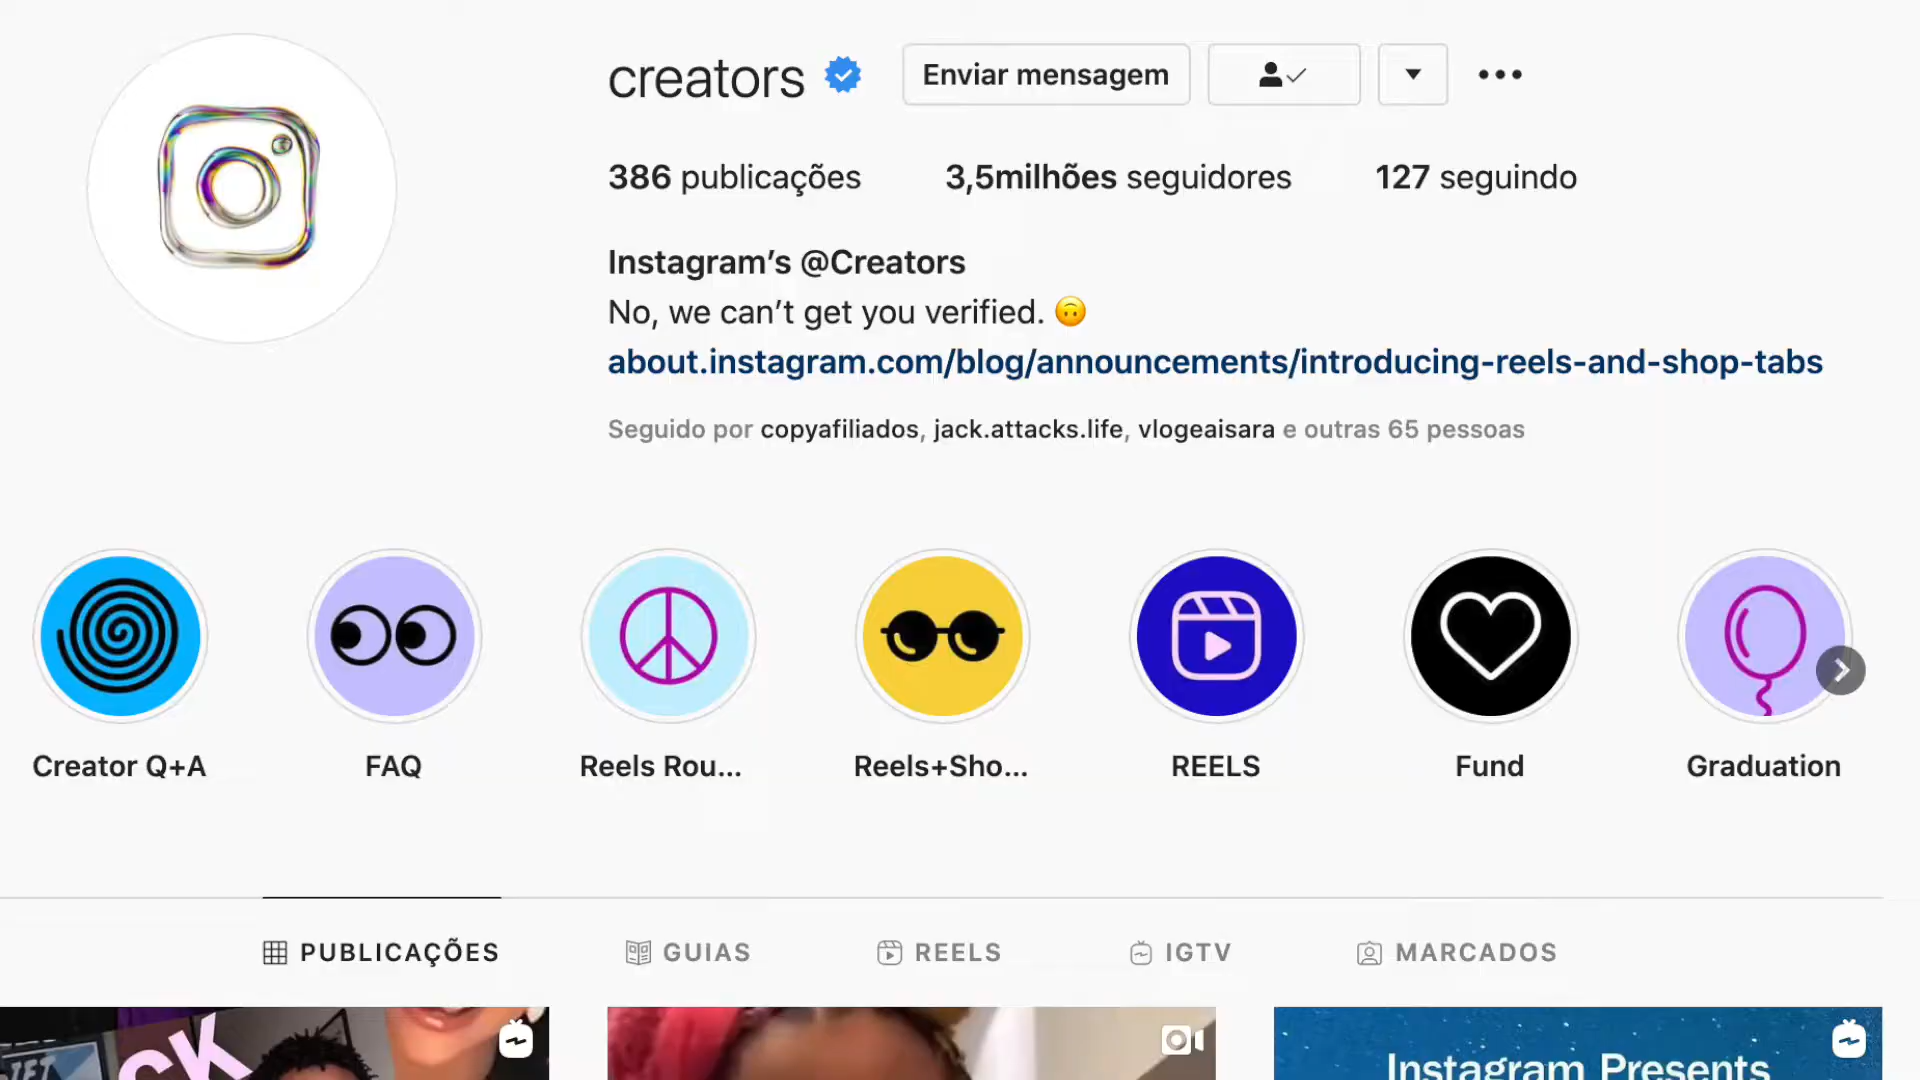 creators
Enviar mensagem
386 publicações 3,5milhões seguidores 127 seguindo
Instagram’s @Creators
No, we can’t get you verified. 🙃
about.instagram.com/blog/announcements/introducing-reels-and-shop-tabs
Seguido por copyafiliados, jack.attacks.life, vlogeaisara e outras 65 pessoas
Creator Q+A FAQ Reels Rou... Reels+Sho... REELS Fund Graduation
PUBLICAÇÕES GUIAS REELS IGTV MARCADOS
CK
Instagram Presents